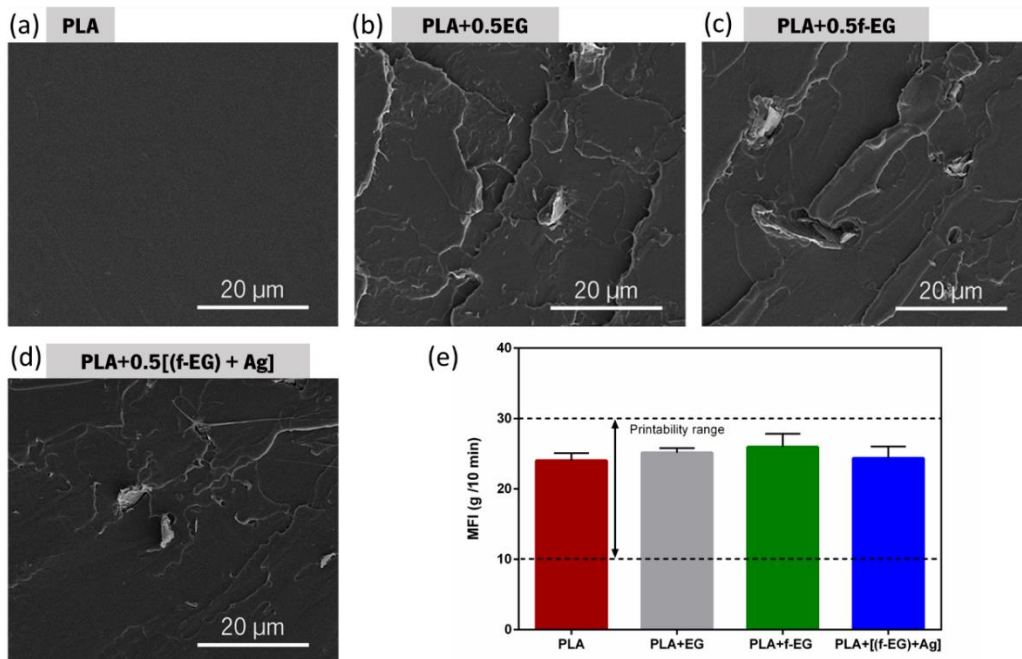 (a) PLA
20 μm
(b) PLA+0.5EG
20 μm
(c) PLA+0.5f-EG
20 μm
(d) PLA+0.5[(f-EG) + Ag]
20 μm
(e)
MFI (g /10 min)
40
30
20
10
0
Printability range
PLA
PLA+EG
PLA+f-EG
PLA+[(f-EG)+Ag]